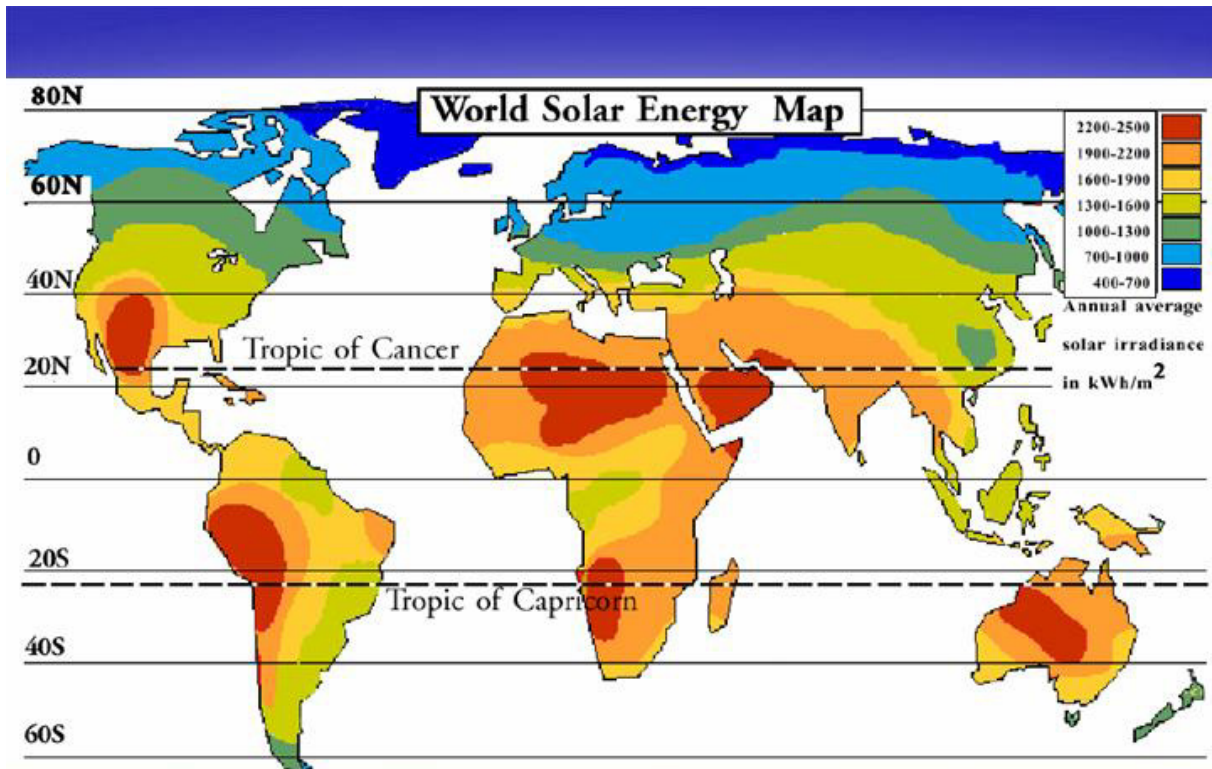 World Solar Energy Map
80N
60N
40N
20N
0
20S
40S
60S
Tropic of Cancer
Tropic of Capricorn
2200-2500
1900-2200
1600-1900
1300-1600
1000-1300
700-1000
400-700
Annual average
solar irradiance
in kWh/m²